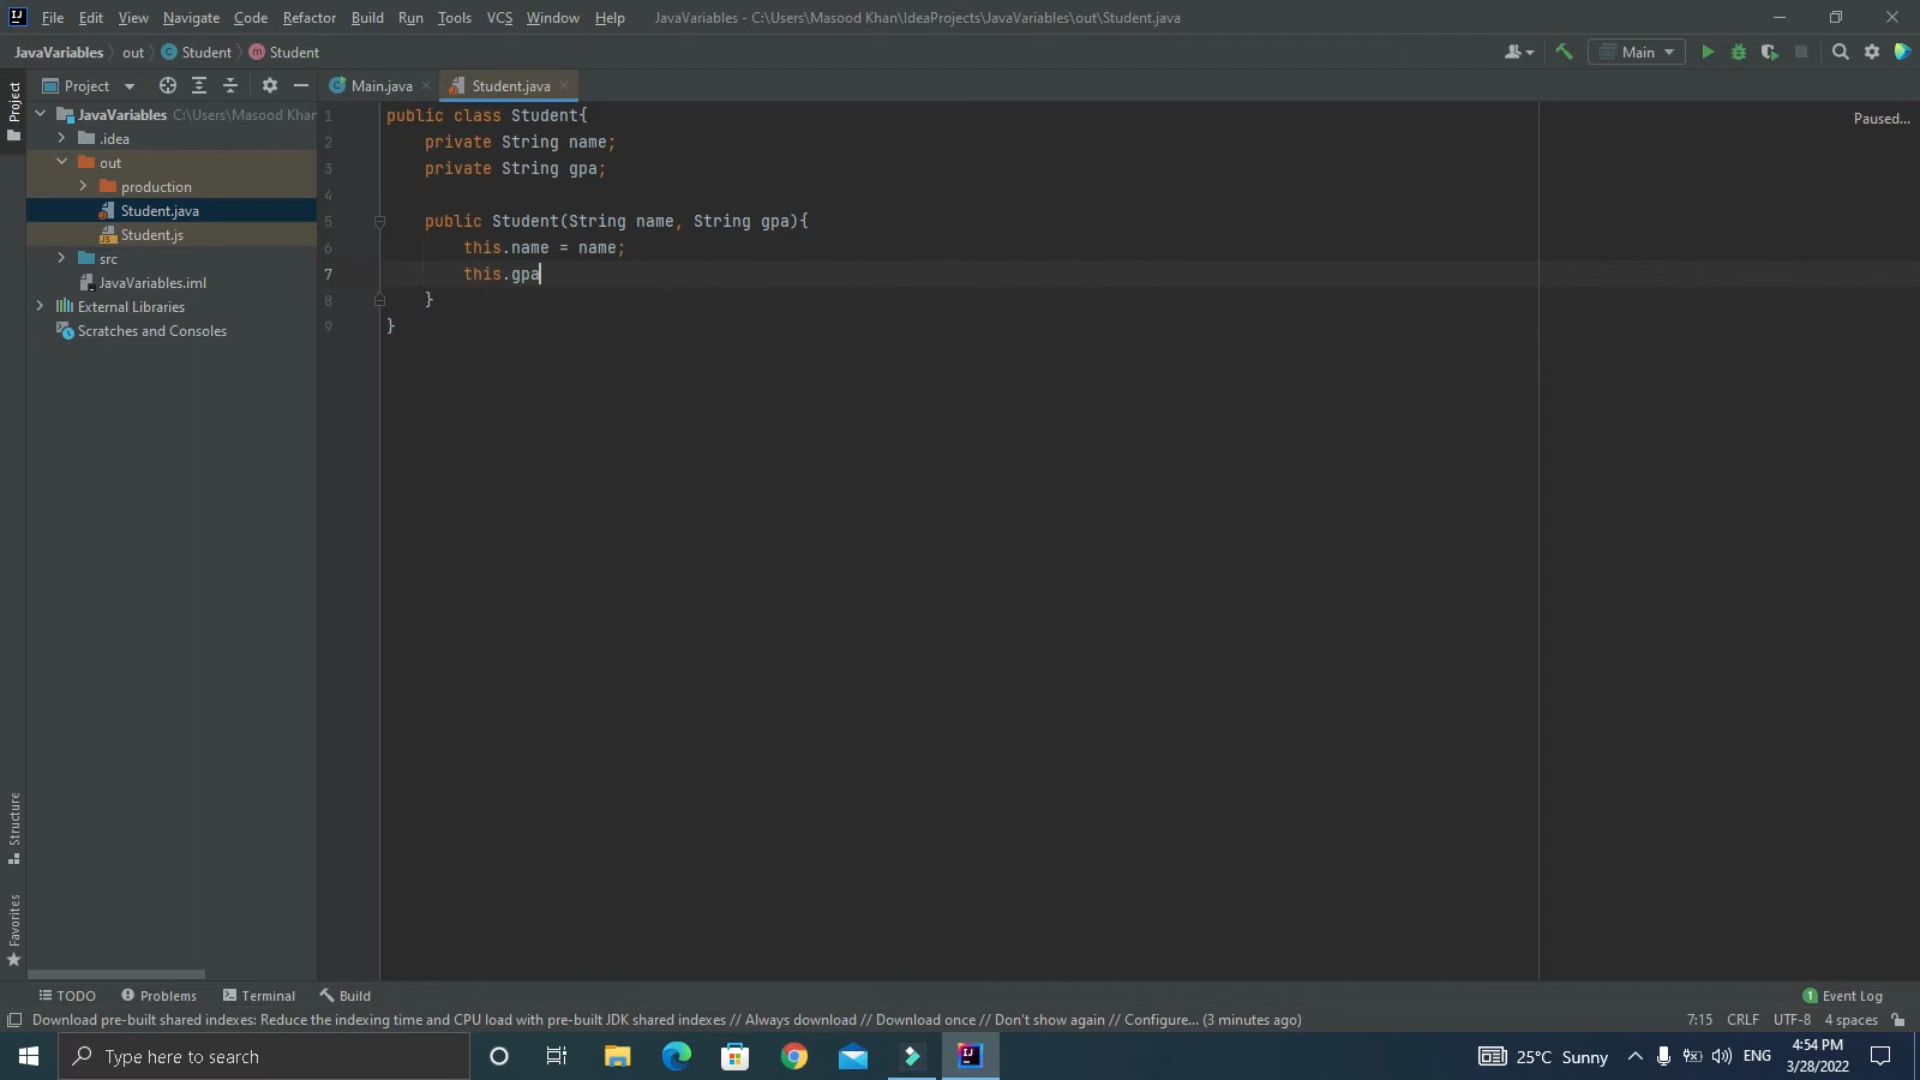 File Edit View Navigate Code Refactor Build Run Tools VCS Window Help JavaVariables - C:\Users\Masood Khan\IdeaProjects\JavaVariables\out\Student.java
JavaVariables out Student Student Main
Project Main.java Student.java
Project
JavaVariables C:\Users\Masood Khan
.idea
out
production
Student.java
Student.js
src
JavaVariables.iml
External Libraries
Scratches and Consoles
1 public class Student{
2 private String name;
3 private String gpa;
4
5 public Student(String name, String gpa){
6 this.name = name;
7 this.gpa
8 }
9 }
Paused...
Structure
Favorites
TODO Problems Terminal Build 1 Event Log
Download pre-built shared indexes: Reduce the indexing time and CPU load with pre-built JDK shared indexes // Always download // Download once // Don't show again // Configure... (3 minutes ago) 7:15 CRLF UTF-8 4 spaces
Type here to search 25°C Sunny ENG 4:54 PM
3/28/2022